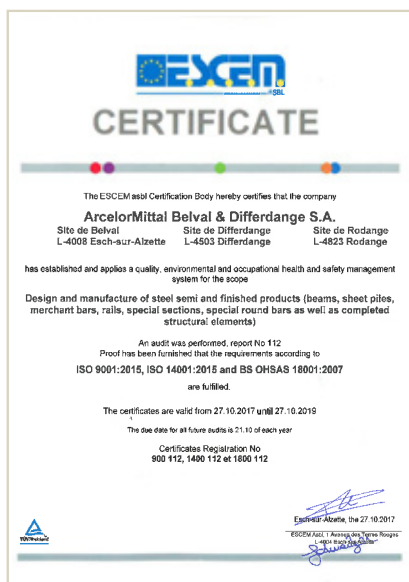 ESCEM
ASBL
CERTIFICATE
The ESCEM asbl Certification Body hereby certifies that the company
ArcelorMittal Belval & Differdange S.A.
Site de Belval Site de Differdange Site de Rodange
L-4008 Esch-sur-Alzette L-4503 Differdange L-4823 Rodange
has established and applies a quality, environmental and occupational health and safety management
system for the scope
Design and manufacture of steel semi and finished products (beams, sheet piles,
merchant bars, rails, special sections, special round bars as well as completed
structural elements)
An audit was performed, report No 112
Proof has been furnished that the requirements according to
ISO 9001:2015, ISO 14001:2015 and BS OHSAS 18001:2007
are fulfilled.
The certificates are valid from 27.10.2017 until 27.10.2019
The due date for all future audits is 21.10 of each year
Certificates Registration No
900 112, 1400 112 et 1800 112
Esch-sur-Alzette, the 27.10.2017
ESCEM Asbl, 1 Avenue des Terres Rouges
L-4004 Esch-sur-Alzette
TÜVRheinland